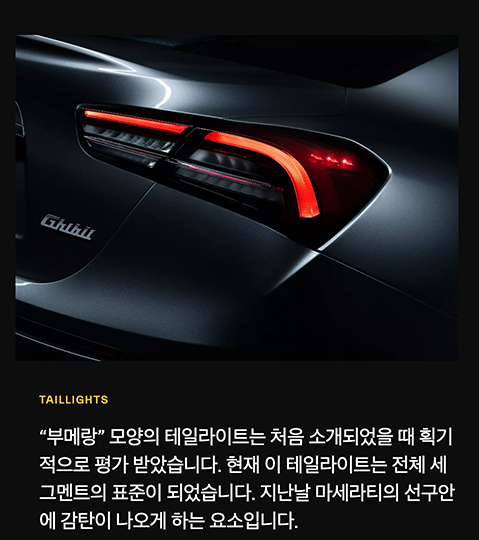 Ghibli
TAILLIGHTS
“부메랑” 모양의 테일라이트는 처음 소개되었을 때 획기
적으로 평가 받았습니다. 현재 이 테일라이트는 전체 세
그멘트의 표준이 되었습니다. 지난날 마세라티의 선구안
에 감탄이 나오게 하는 요소입니다.